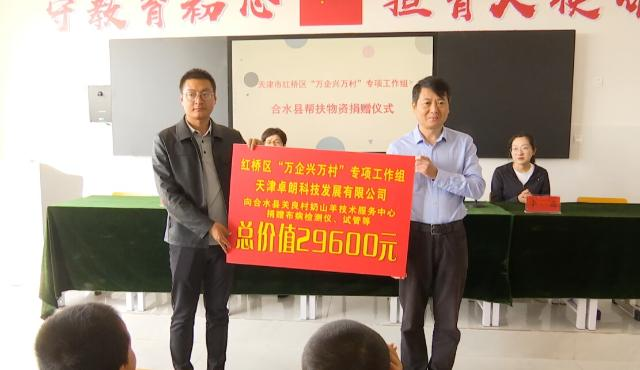 守教育初心 担育人使命
天津市红桥区“万企兴万村”专项工作组
合水县帮扶物资捐赠仪式
红桥区“万企兴万村”专项工作组
天津卓朗科技发展有限公司
向合水县关良村奶山羊技术服务中心
捐赠布病检测仪、试管等
总价值29600元